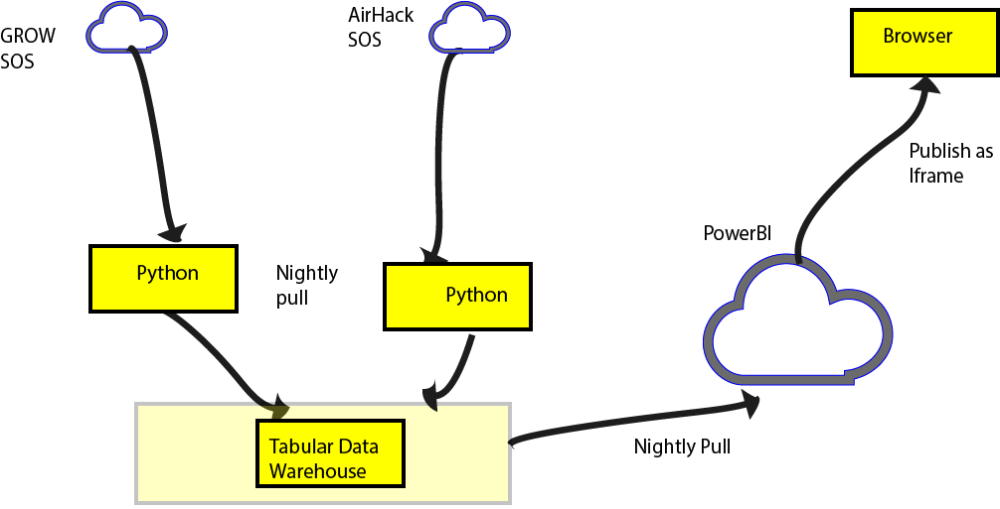 GROW
SOS
AirHack
SOS
Browser
Publish as
Iframe
PowerBI
Python
Nightly
pull
Python
Tabular Data
Warehouse
Nightly Pull